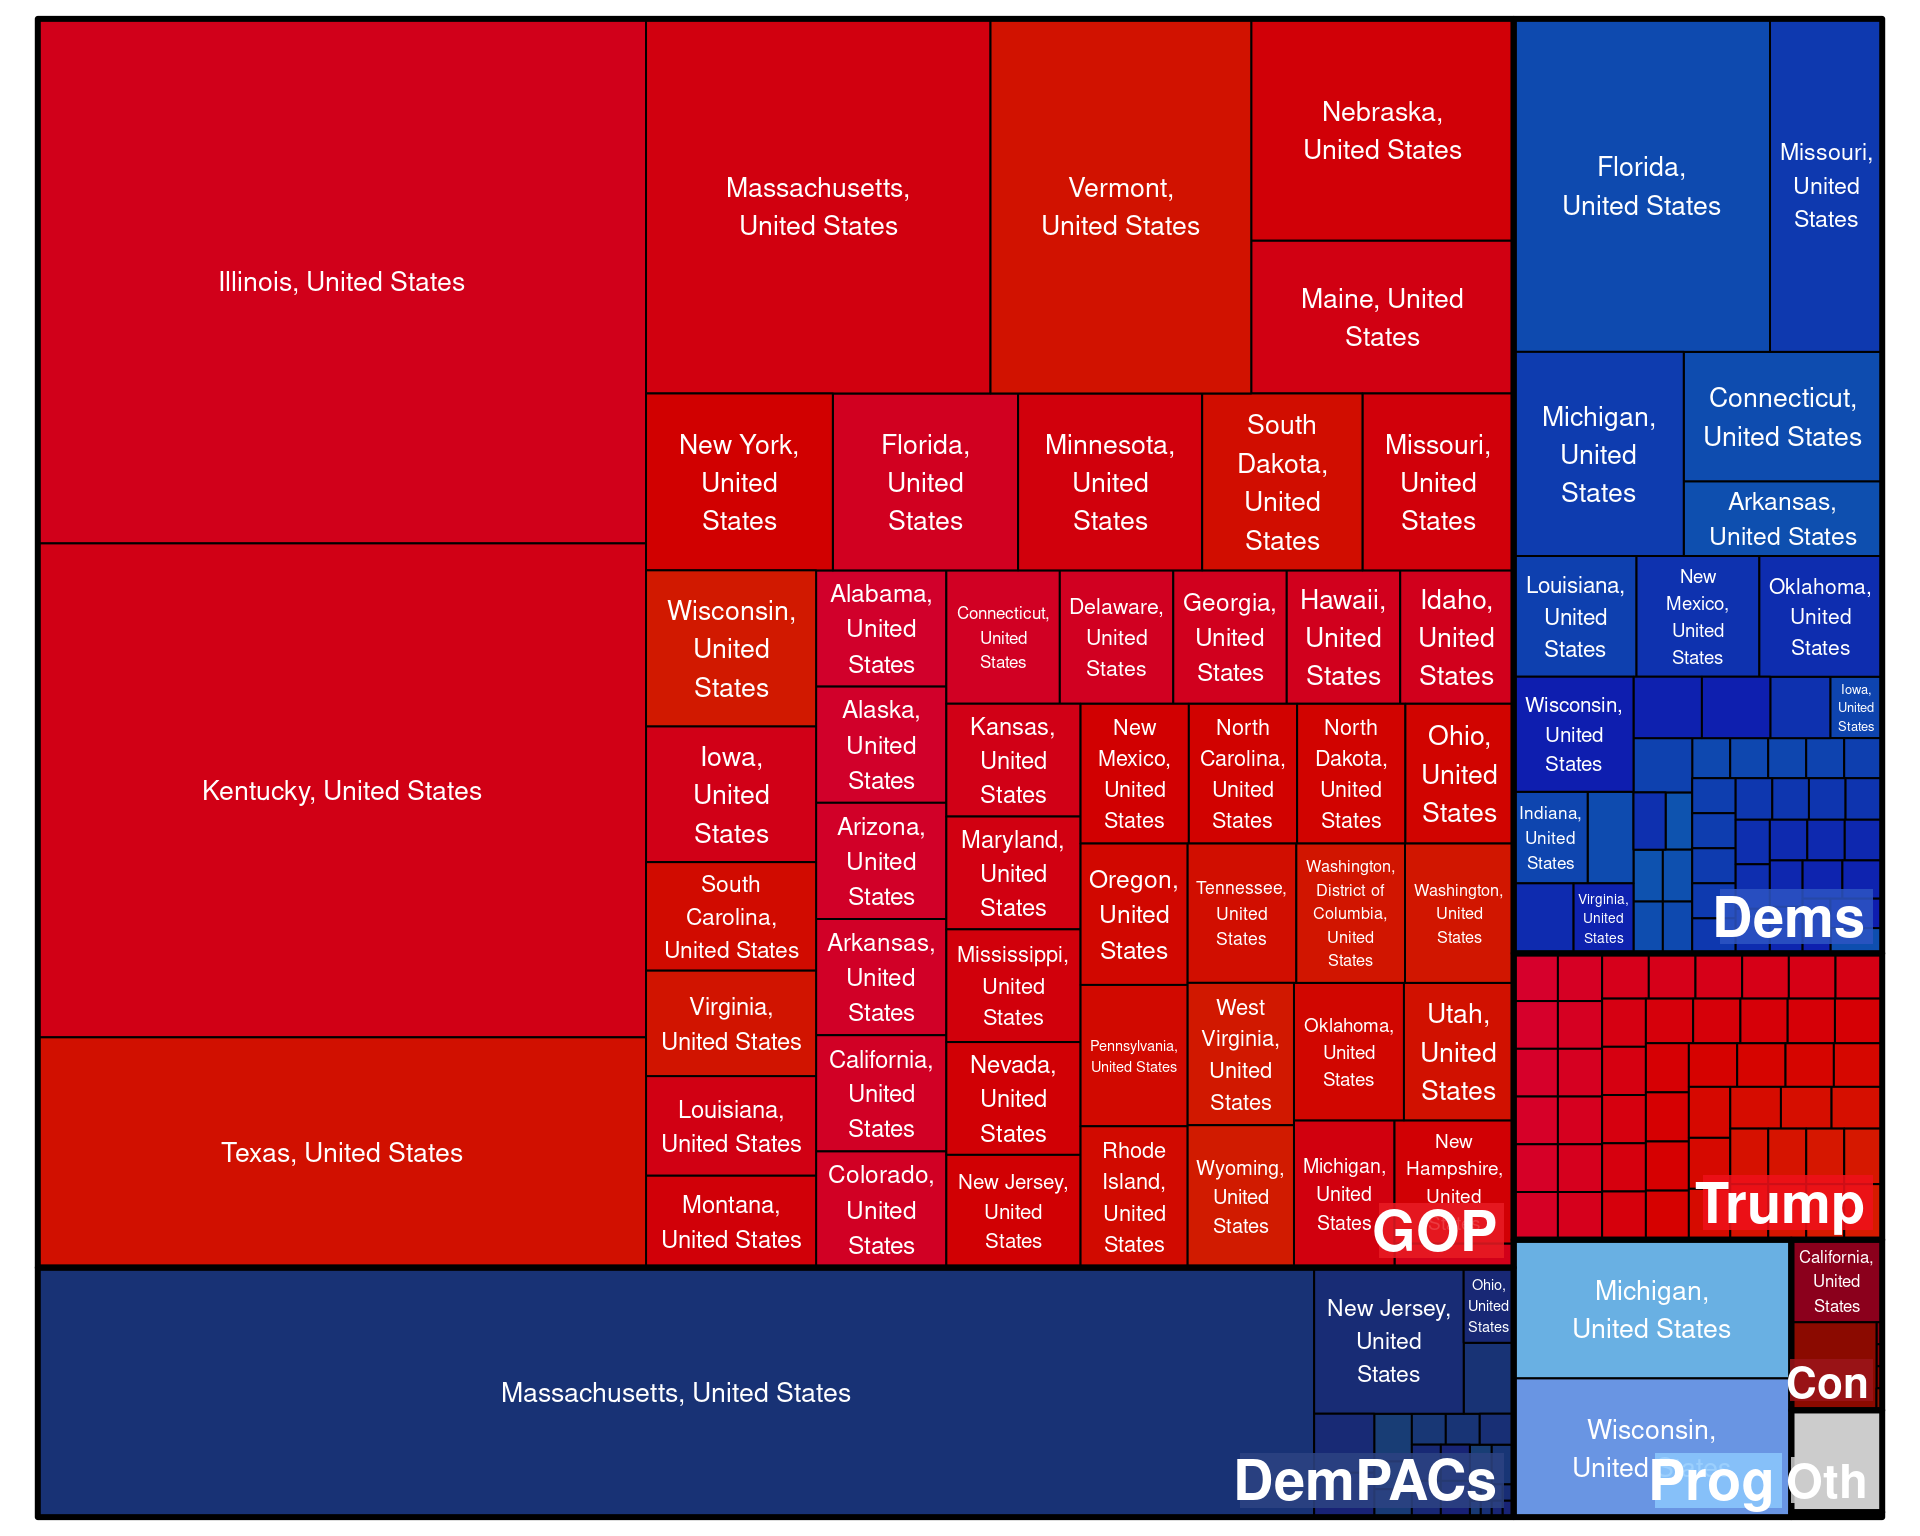 Illinois, United States
Kentucky, United States
Texas, United States
Massachusetts,
United States
Vermont,
United States
Nebraska,
United States
Maine, United
States
New York,
United
States
Florida,
United
States
Minnesota,
United
States
South
Dakota,
United
States
Missouri,
United
States
Wisconsin,
United
States
Iowa,
United
States
South
Carolina,
United States
Virginia,
United States
Louisiana,
United States
Montana,
United States
Alabama,
United
States
Alaska,
United
States
Arizona,
United
States
Arkansas,
United
States
California,
United
States
Colorado,
United
States
Connecticut,
United
States
Delaware,
United
States
Georgia,
United
States
Hawaii,
United
States
Idaho,
United
States
Kansas,
United
States
Maryland,
United
States
Mississippi,
United
States
Nevada,
United
States
New Jersey,
United
States
New
Mexico,
United
States
North
Carolina,
United
States
North
Dakota,
United
States
Ohio,
United
States
Oregon,
United
States
Pennsylvania,
United States
Rhode
Island,
United
States
Tennessee,
United
States
Washington,
District of
Columbia,
United
States
Washington,
United
States
West
Virginia,
United
States
Wyoming,
United
States
Oklahoma,
United
States
Utah,
United
States
Michigan,
United
States
New
Hampshire,
United
GOP
Massachusetts, United States
New Jersey,
United
States
Ohio,
United
States
DemPACs
Florida,
United States
Missouri,
United
States
Michigan,
United
States
Connecticut,
United States
Arkansas,
United States
Louisiana,
United
States
New
Mexico,
United
States
Oklahoma,
United
States
Wisconsin,
United
States
Iowa,
United
States
Indiana,
United
States
Virginia,
United
States
Dems
Trump
Michigan,
United States
Wisconsin,
United States
Prog
California,
United
States
Con
Oth